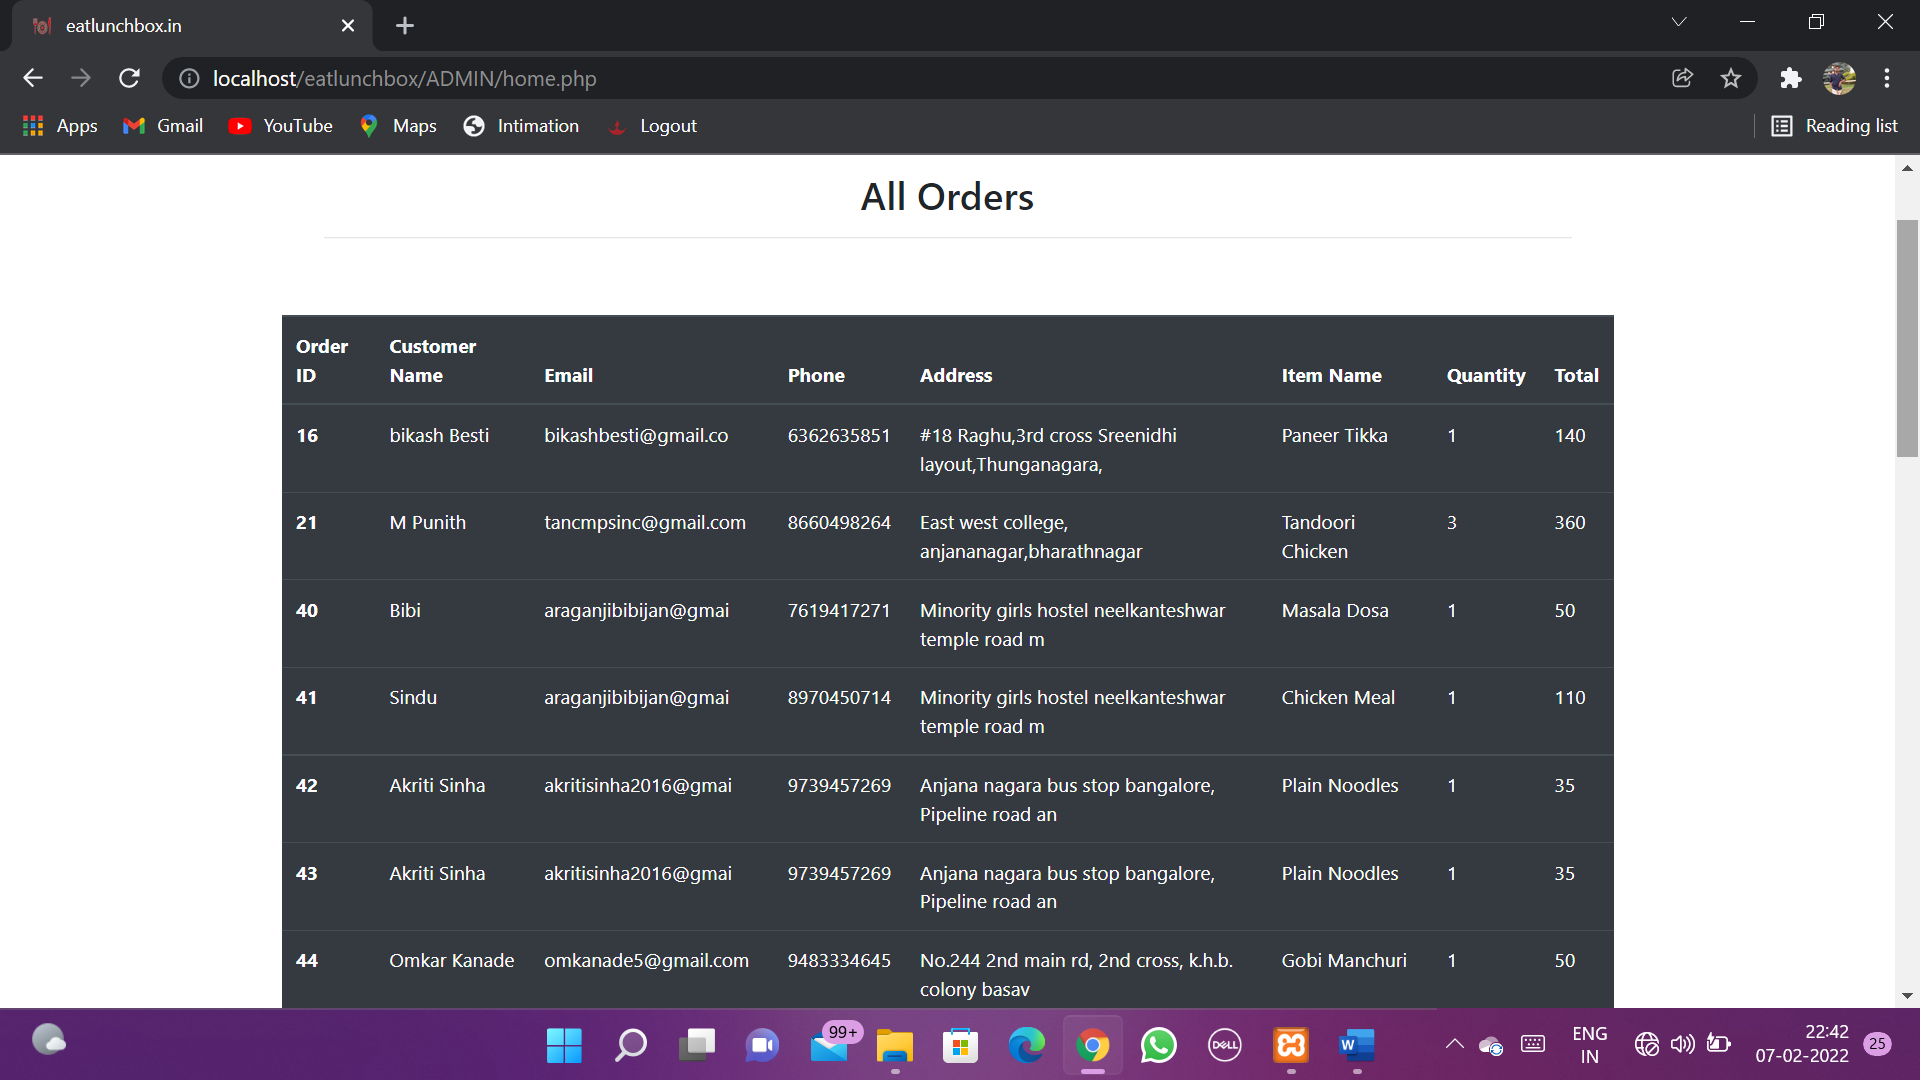 eatlunchbox.in
localhost/eatlunchbox/ADMIN/home.php
Apps Gmail YouTube Maps Intimation Logout Reading list
All Orders
Order ID Customer Name Email Phone Address Item Name Quantity Total
16 bikash Besti bikashbesti@gmail.co 6362635851 #18 Raghu,3rd cross Sreenidhi Paneer Tikka 1 140
layout,Thunganagara,
21 M Punith tancmpsinc@gmail.com 8660498264 East west college, Tandoori 3 360
anjananagar,bharathnagar Chicken
40 Bibi araganjibibijan@gmai 7619417271 Minority girls hostel neelkanteshwar Masala Dosa 1 50
temple road m
41 Sindu araganjibibijan@gmai 8970450714 Minority girls hostel neelkanteshwar Chicken Meal 1 110
temple road m
42 Akriti Sinha akritisinha2016@gmai 9739457269 Anjana nagara bus stop bangalore, Plain Noodles 1 35
Pipeline road an
43 Akriti Sinha akritisinha2016@gmai 9739457269 Anjana nagara bus stop bangalore, Plain Noodles 1 35
Pipeline road an
44 Omkar Kanade omkanade5@gmail.com 9483334645 No.244 2nd main rd, 2nd cross, k.h.b. Gobi Manchuri 1 50
colony basav
99+ DELL W ENG 22:42
IN 07-02-2022 25